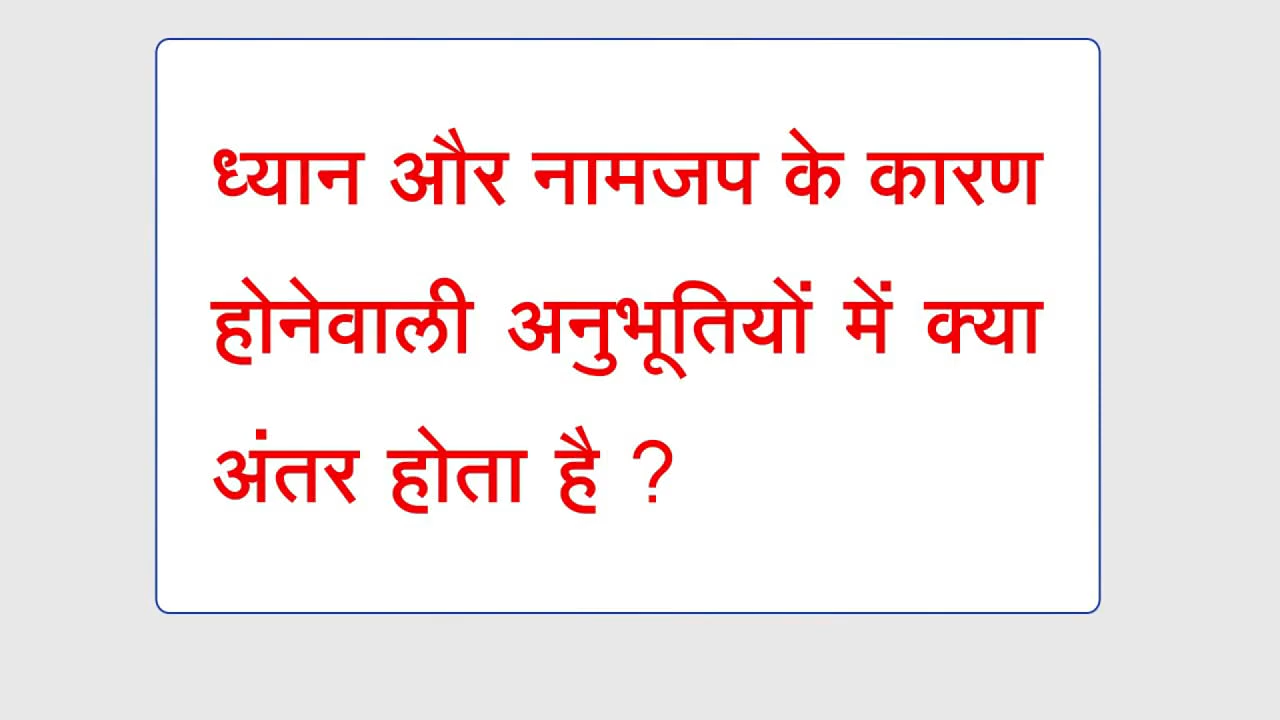 ध्यान और नामजप के कारण
होनेवाली अनुभूतियों में क्या
अंतर होता है ?